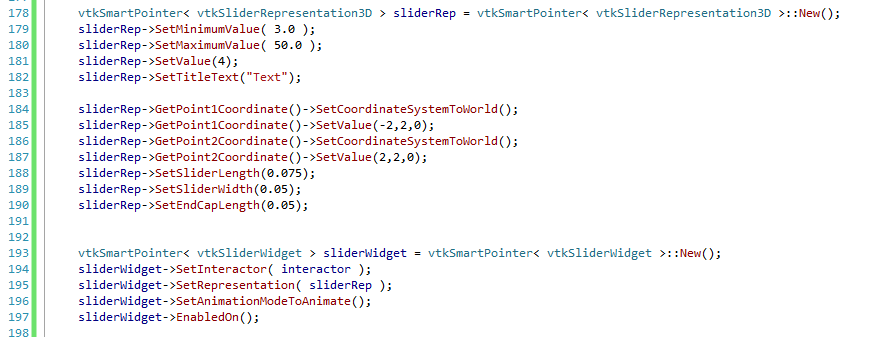 178 vtkSmartPointer< vtkSliderRepresentation3D > sliderRep = vtkSmartPointer< vtkSliderRepresentation3D >::New();
179 sliderRep->SetMinimumValue( 3.0 );
180 sliderRep->SetMaximumValue( 50.0 );
181 sliderRep->SetValue(4);
182 sliderRep->SetTitleText("Text");
183
184 sliderRep->GetPoint1Coordinate()->SetCoordinateSystemToWorld();
185 sliderRep->GetPoint1Coordinate()->SetValue(-2,2,0);
186 sliderRep->GetPoint2Coordinate()->SetCoordinateSystemToWorld();
187 sliderRep->GetPoint2Coordinate()->SetValue(2,2,0);
188 sliderRep->SetSliderLength(0.075);
189 sliderRep->SetSliderWidth(0.05);
190 sliderRep->SetEndCapLength(0.05);
191
192
193 vtkSmartPointer< vtkSliderWidget > sliderWidget = vtkSmartPointer< vtkSliderWidget >::New();
194 sliderWidget->SetInteractor( interactor );
195 sliderWidget->SetRepresentation( sliderRep );
196 sliderWidget->SetAnimationModeToAnimate();
197 sliderWidget->EnabledOn();
198